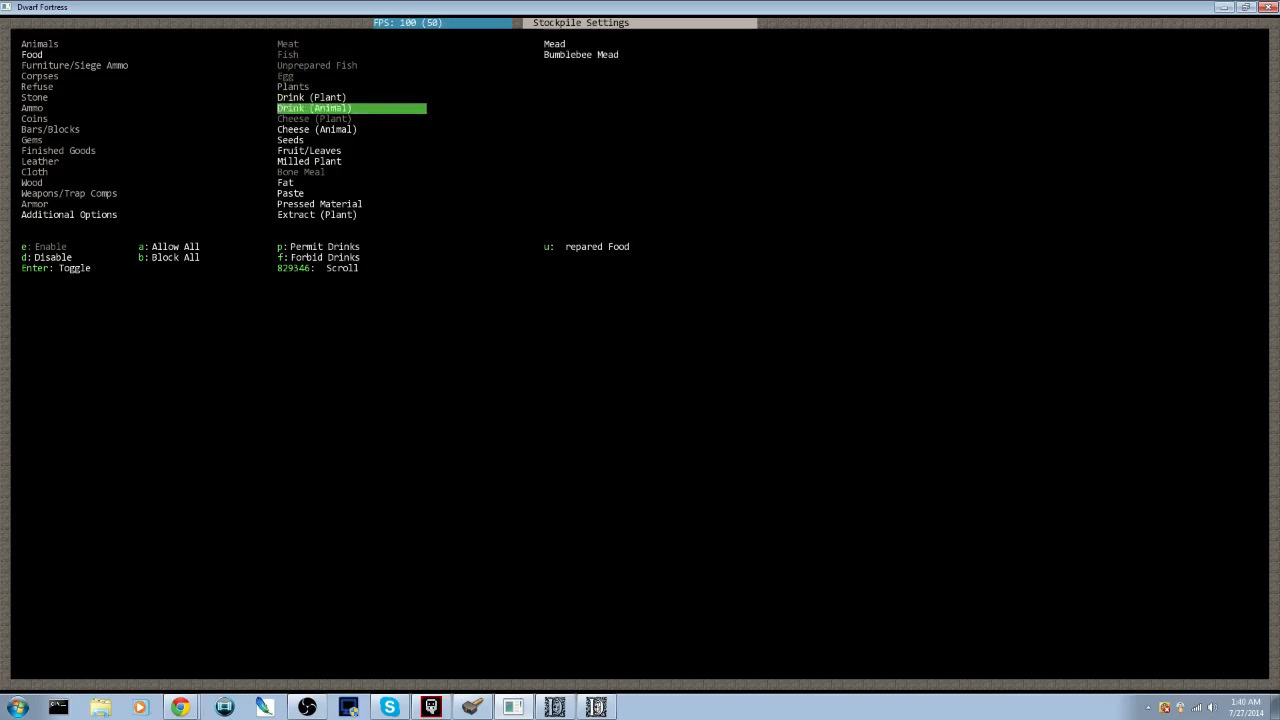 Dwarf Fortress
FPS: 100 (50)
Stockpile Settings
Animals
Food
Furniture/Siege Ammo
Corpses
Refuse
Stone
Ammo
Coins
Bars/Blocks
Gems
Finished Goods
Leather
Cloth
Wood
Weapons/Trap Comps
Armor
Additional Options
Meat
Fish
Unprepared Fish
Egg
Plants
Drink (Plant)
Drink (Animal)
Cheese (Plant)
Cheese (Animal)
Seeds
Fruit/Leaves
Milled Plant
Bone Meal
Fat
Paste
Pressed Material
Extract (Plant)
Mead
Bumblebee Mead
e: Enable
d: Disable
Enter: Toggle
a: Allow All
b: Block All
p: Permit Drinks
f: Forbid Drinks
829346: Scroll
u: repared Food
1:40 AM
7/27/2014